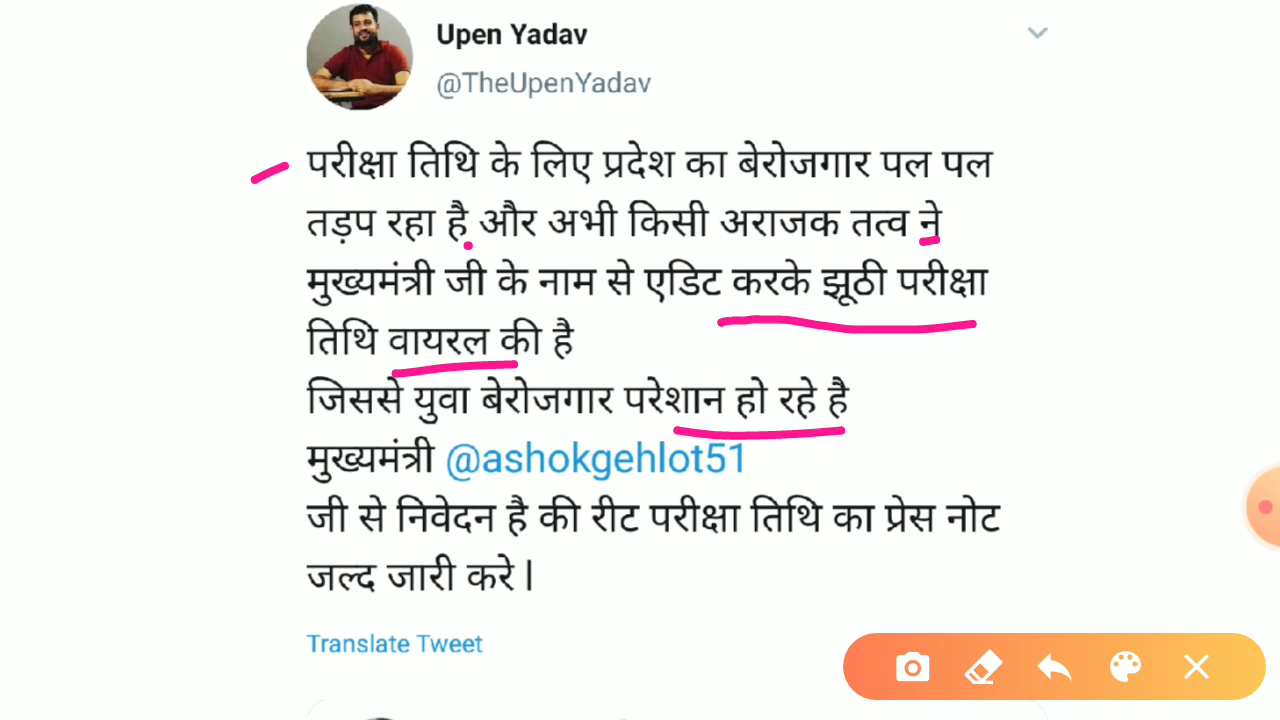 Upen Yadav
@TheUpenYadav
परीक्षा तिथि के लिए प्रदेश का बेरोजगार पल पल
तड़प रहा है और अभी किसी अराजक तत्व ने
मुख्यमंत्री जी के नाम से एडिट करके झूठी परीक्षा
तिथि वायरल की है
जिससे युवा बेरोजगार परेशान हो रहे है
मुख्यमंत्री @ashokgehlot51
जी से निवेदन है की रीट परीक्षा तिथि का प्रेस नोट
जल्द जारी करे l
Translate Tweet